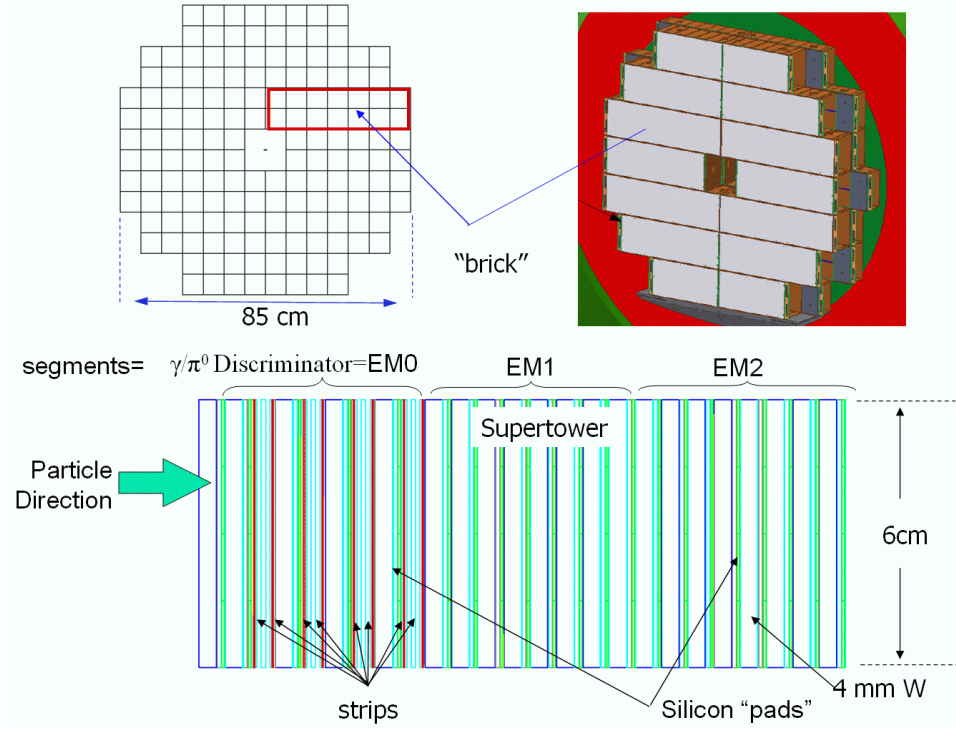 "brick"
85 cm
segments=
γ/π⁰ Discriminator=EM0
EM1
EM2
Supertower
Particle
Direction
6cm
4 mm W
strips
Silicon "pads"